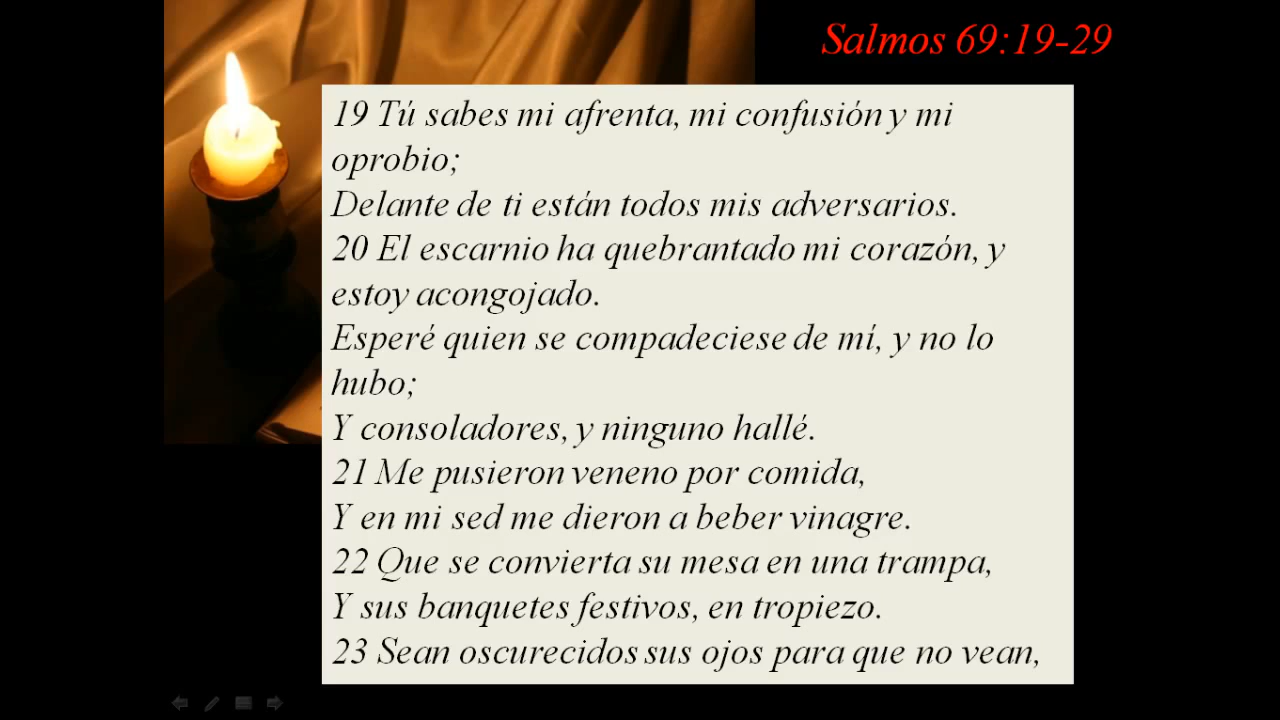 Salmos 69:19-29
19 Tú sabes mi afrenta, mi confusión y mi
oprobio;
Delante de ti están todos mis adversarios.
20 El escarnio ha quebrantado mi corazón, y
estoy acongojado.
Esperé quien se compadeciese de mí, y no lo
hubo;
Y consoladores, y ninguno hallé.
21 Me pusieron veneno por comida,
Y en mi sed me dieron a beber vinagre.
22 Que se convierta su mesa en una trampa,
Y sus banquetes festivos, en tropiezo.
23 Sean oscurecidos sus ojos para que no vean,